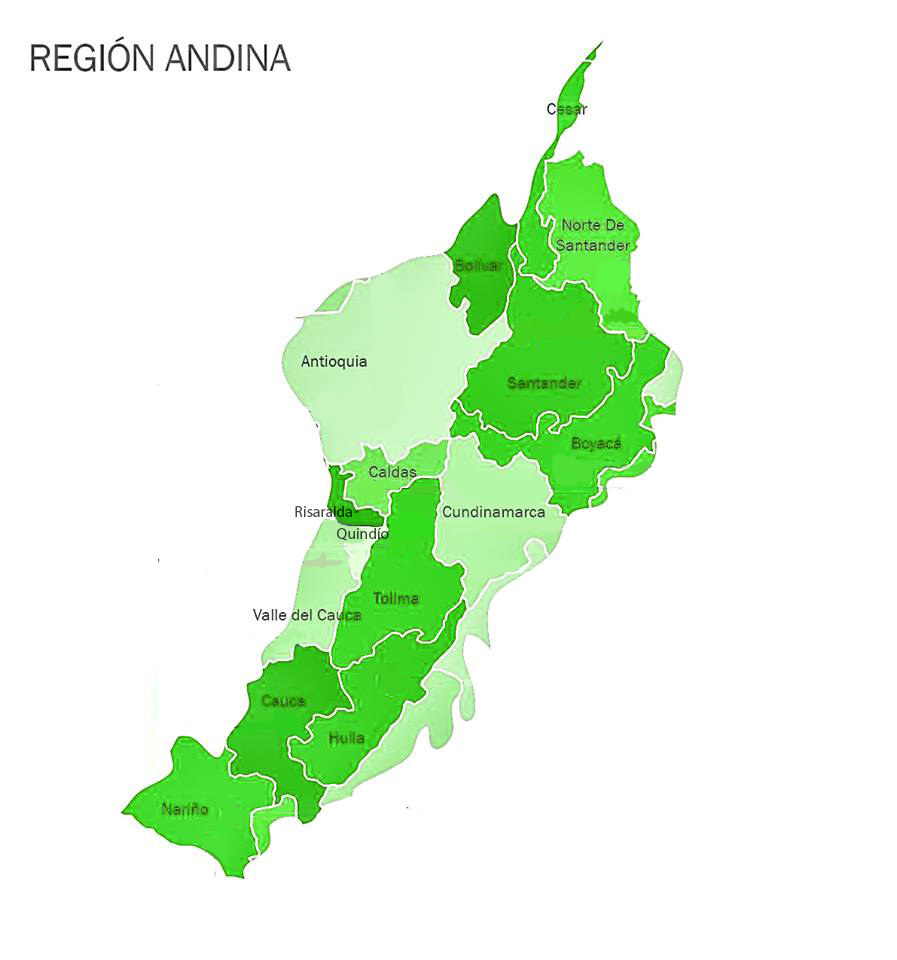 REGIÓN ANDINA
Cesar
Norte De
Santander
Bolívar
Antioquia
Santander
Boyacá
Caldas
Risaralda
Cundinamarca
Quindío
Tolima
Valle del Cauca
Cauca
Huila
Nariño